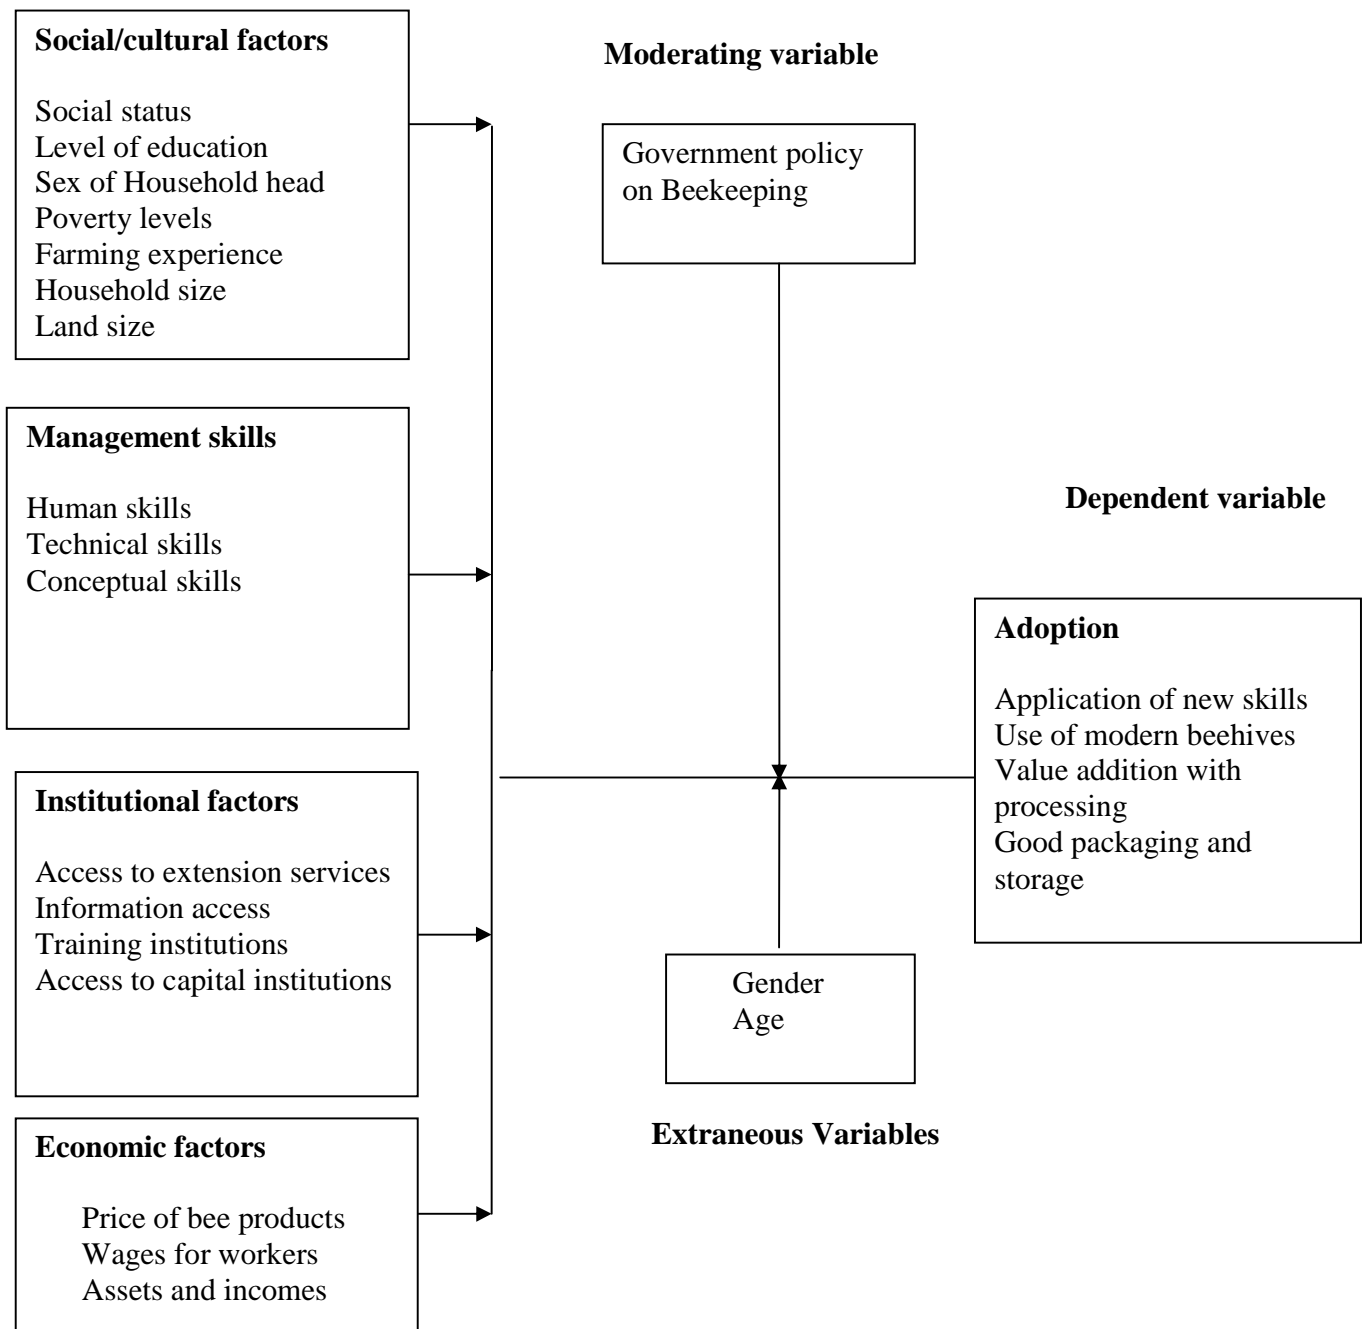 Social/cultural factors
Social status
Level of education
Sex of Household head
Poverty levels
Farming experience
Household size
Land size
Management skills
Human skills
Technical skills
Conceptual skills
Institutional factors
Access to extension services
Information access
Training institutions
Access to capital institutions
Economic factors
Price of bee products
Wages for workers
Assets and incomes
Moderating variable
Government policy
on Beekeeping
Gender
Age
Extraneous Variables
Dependent variable
Adoption
Application of new skills
Use of modern beehives
Value addition with
processing
Good packaging and
storage